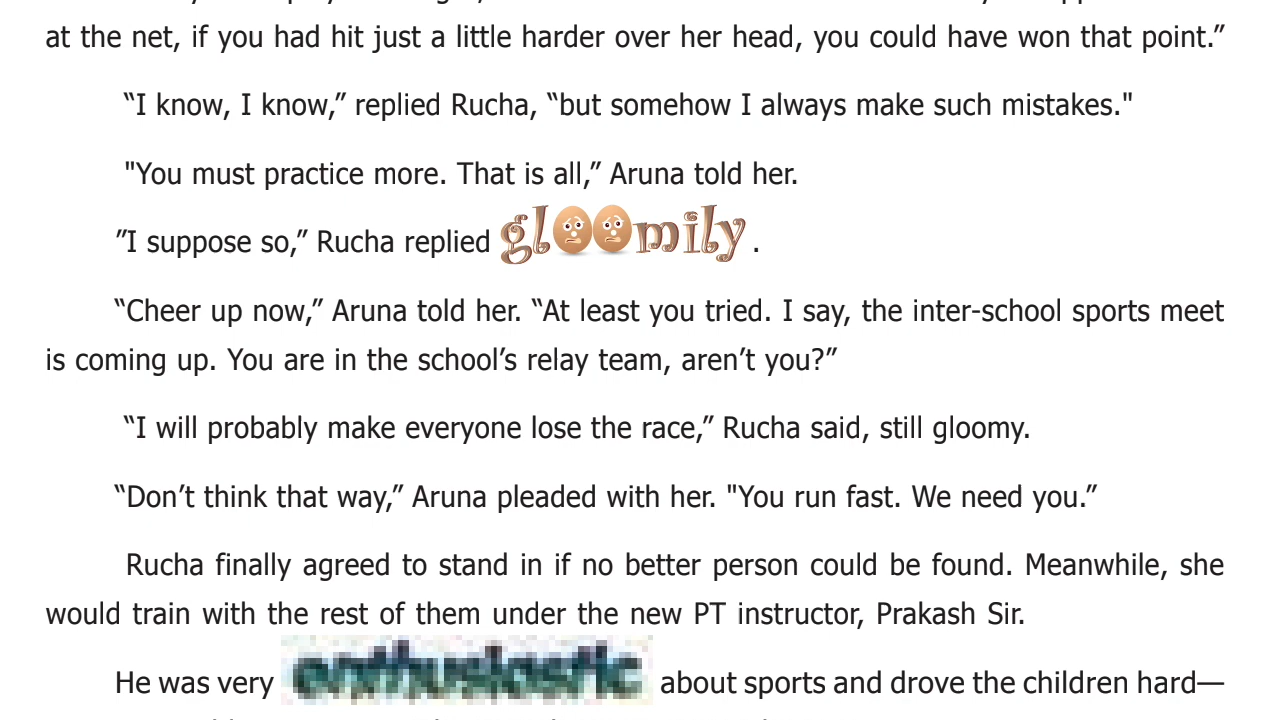 at the net, if you had hit just a little harder over her head, you could have won that point.”
“I know, I know,” replied Rucha, “but somehow I always make such mistakes."
"You must practice more. That is all,” Aruna told her.
”I suppose so,” Rucha replied gloomily .
“Cheer up now,” Aruna told her. “At least you tried. I say, the inter-school sports meet
is coming up. You are in the school’s relay team, aren’t you?”
“I will probably make everyone lose the race,” Rucha said, still gloomy.
“Don’t think that way,” Aruna pleaded with her. "You run fast. We need you.”
Rucha finally agreed to stand in if no better person could be found. Meanwhile, she
would train with the rest of them under the new PT instructor, Prakash Sir.
He was very enthusiastic about sports and drove the children hard—